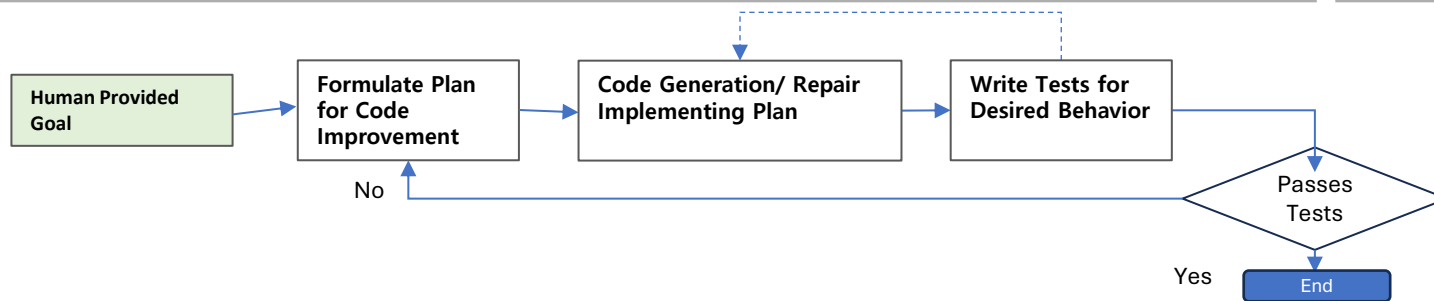 Human Provided
Goal
Formulate Plan
for Code
Improvement
Code Generation/ Repair
Implementing Plan
Write Tests for
Desired Behavior
Passes
Tests
No
Yes
End